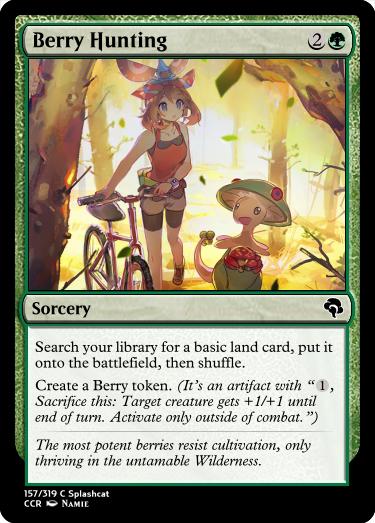 Berry Hunting 2
Sorcery
Search your library for a basic land card, put it
onto the battlefield, then shuffle.
Create a Berry token. (It's an artifact with “1,
Sacrifice this: Target creature gets +1/+1 until
end of turn. Activate only outside of combat.”)
The most potent berries resist cultivation, only
thriving in the untamable Wilderness.
157/319 C Splashcat
CCR Namie